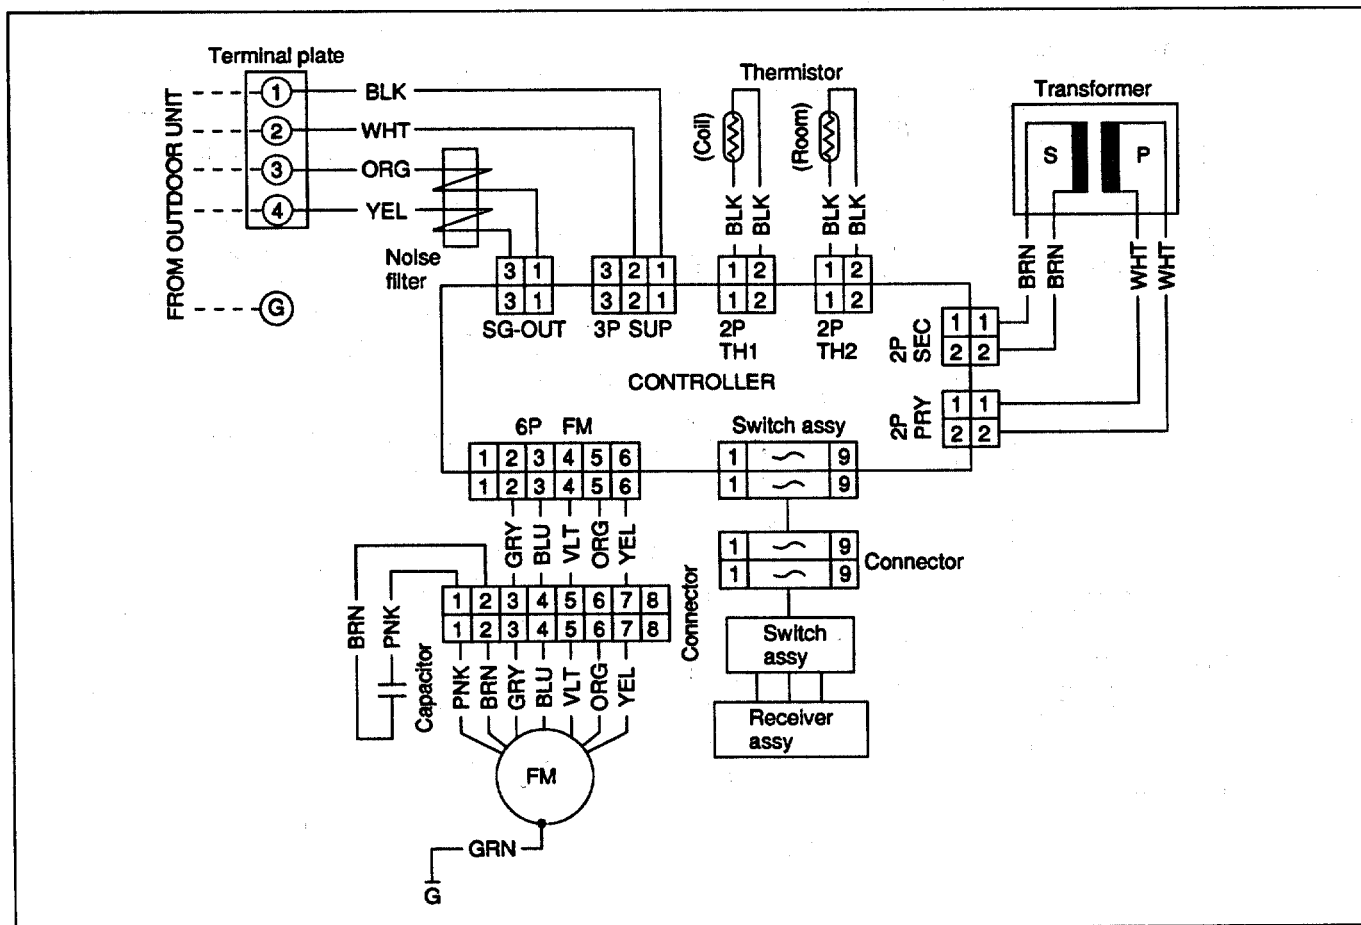 Terminal plate
FROM OUTDOOR UNIT
1
BLK
2
WHT
3
ORG
4
YEL
G
Noise
filter
Thermistor
(Coil)
(Room)
BLK
BLK
BLK
BLK
Transformer
S
P
BRN
BRN
WHT
WHT
3 1
3 1
SG-OUT
3 2 1
3 2 1
3P SUP
1 2
1 2
2P
TH1
1 2
1 2
2P
TH2
2P
SEC
1 1
2 2
2P
PRY
1 1
2 2
CONTROLLER
6P FM
1 2 3 4 5 6
1 2 3 4 5 6
GRY
BLU
VLT
ORG
YEL
Switch assy
1 9
1 9
1 9
1 9
Connector
Switch
assy
Receiver
assy
1 2 3 4 5 6 7 8
1 2 3 4 5 6 7 8
Connector
BRN
PNK
Capacitor
PNK
BRN
GRY
BLU
VLT
ORG
YEL
FM
GRN
G